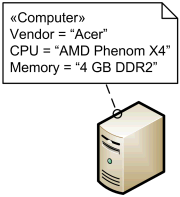 «Computer»
Vendor = “Acer”
CPU = “AMD Phenom X4”
Memory = “4 GB DDR2”